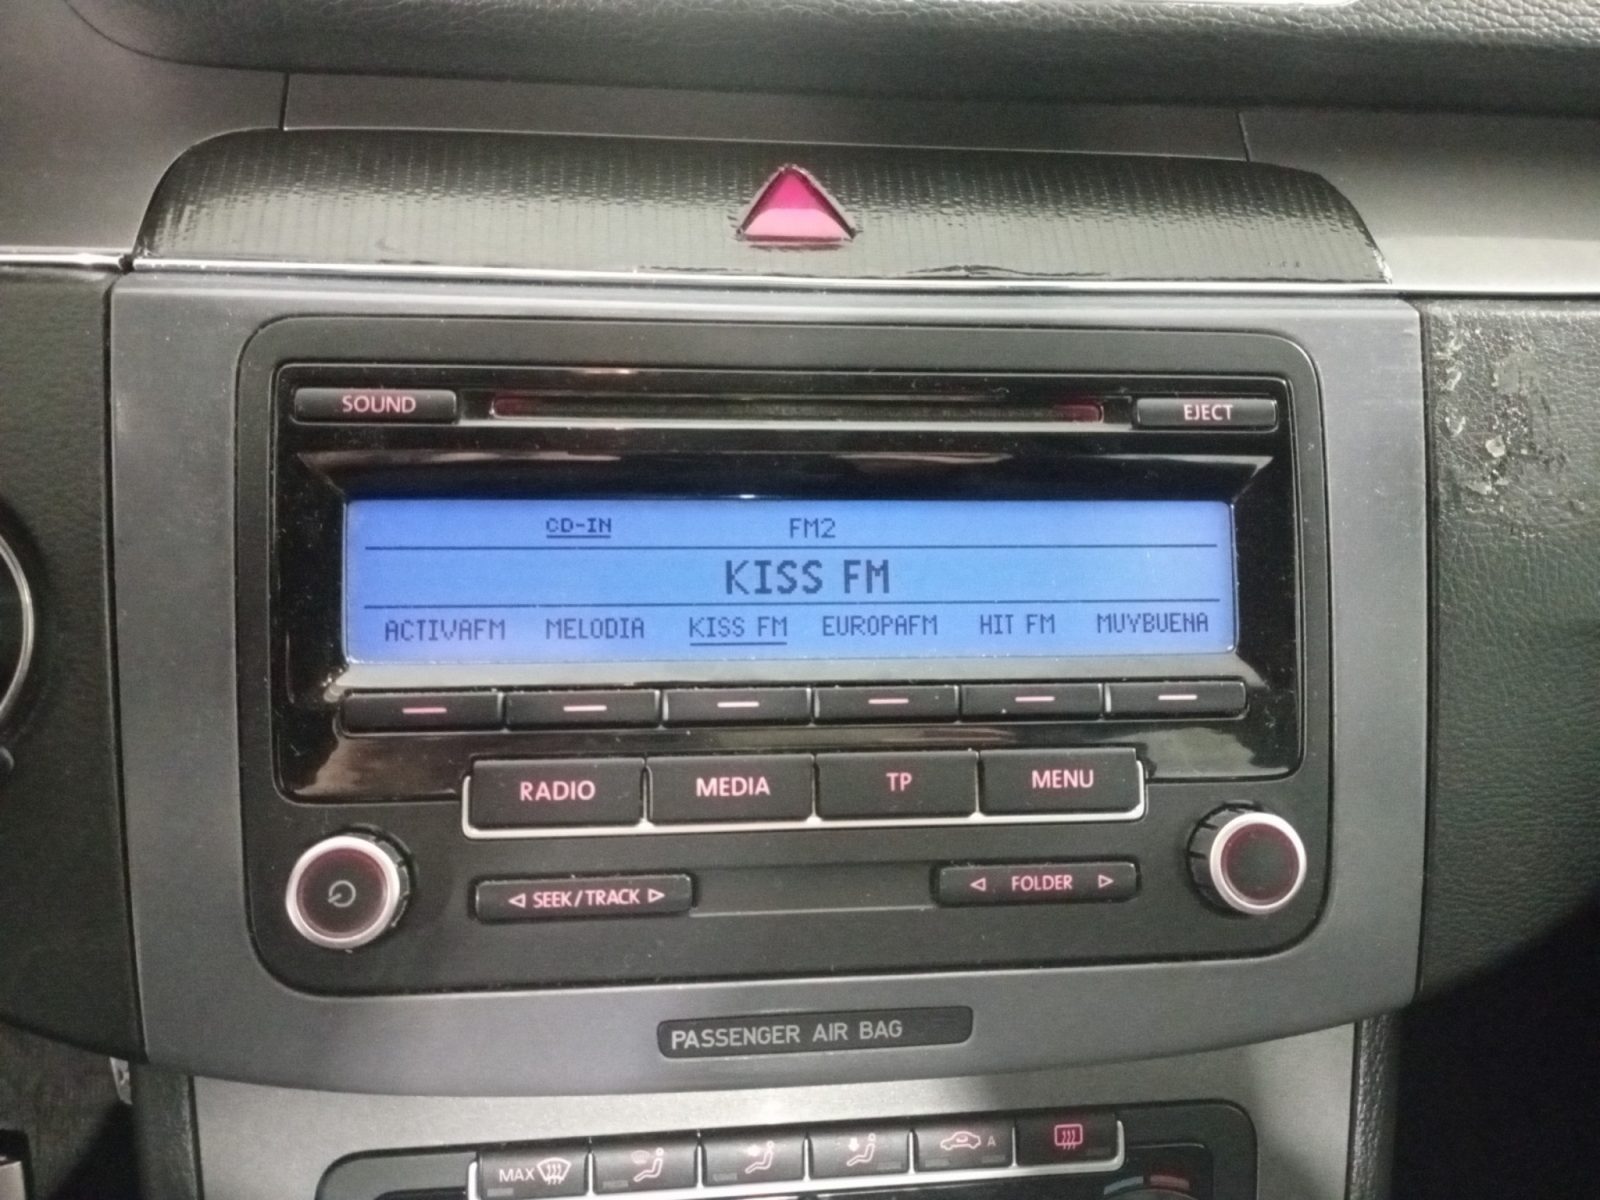 SOUND
EJECT
CD-IN FM2
KISS FM
ACTIVAFM MELODIA KISS FM EUROPAFM HIT FM MUYBUENA
RADIO MEDIA TP MENU
SEEK/TRACK FOLDER
PASSENGER AIR BAG
MAX A